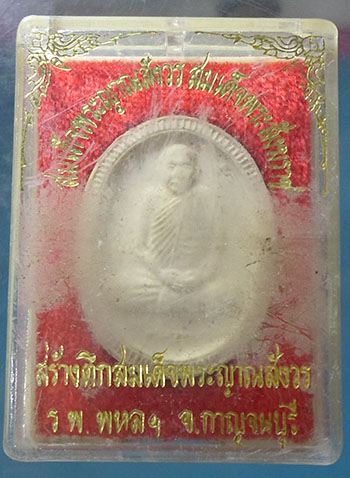 สมเด็จพระญาณสังวร สมเด็จพระสังฆราช
สร้างตึกสมเด็จพระญาณสังวร
ร.พ. พหลฯ จ.กาญจนบุรี